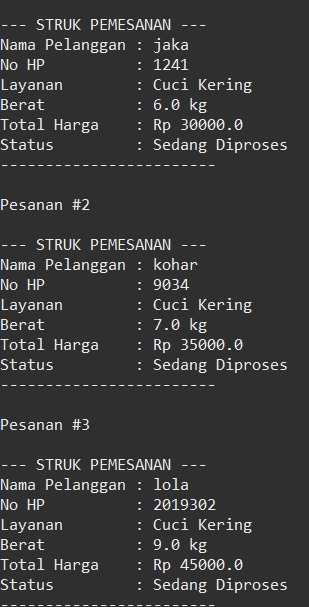 --- STRUK PEMESANAN ---
Nama Pelanggan : jaka
No HP          : 1241
Layanan        : Cuci Kering
Berat          : 6.0 kg
Total Harga    : Rp 30000.0
Status         : Sedang Diproses
------------------------
Pesanan #2
--- STRUK PEMESANAN ---
Nama Pelanggan : kohar
No HP          : 9034
Layanan        : Cuci Kering
Berat          : 7.0 kg
Total Harga    : Rp 35000.0
Status         : Sedang Diproses
------------------------
Pesanan #3
--- STRUK PEMESANAN ---
Nama Pelanggan : lola
No HP          : 2019302
Layanan        : Cuci Kering
Berat          : 9.0 kg
Total Harga    : Rp 45000.0
Status         : Sedang Diproses
------------------------